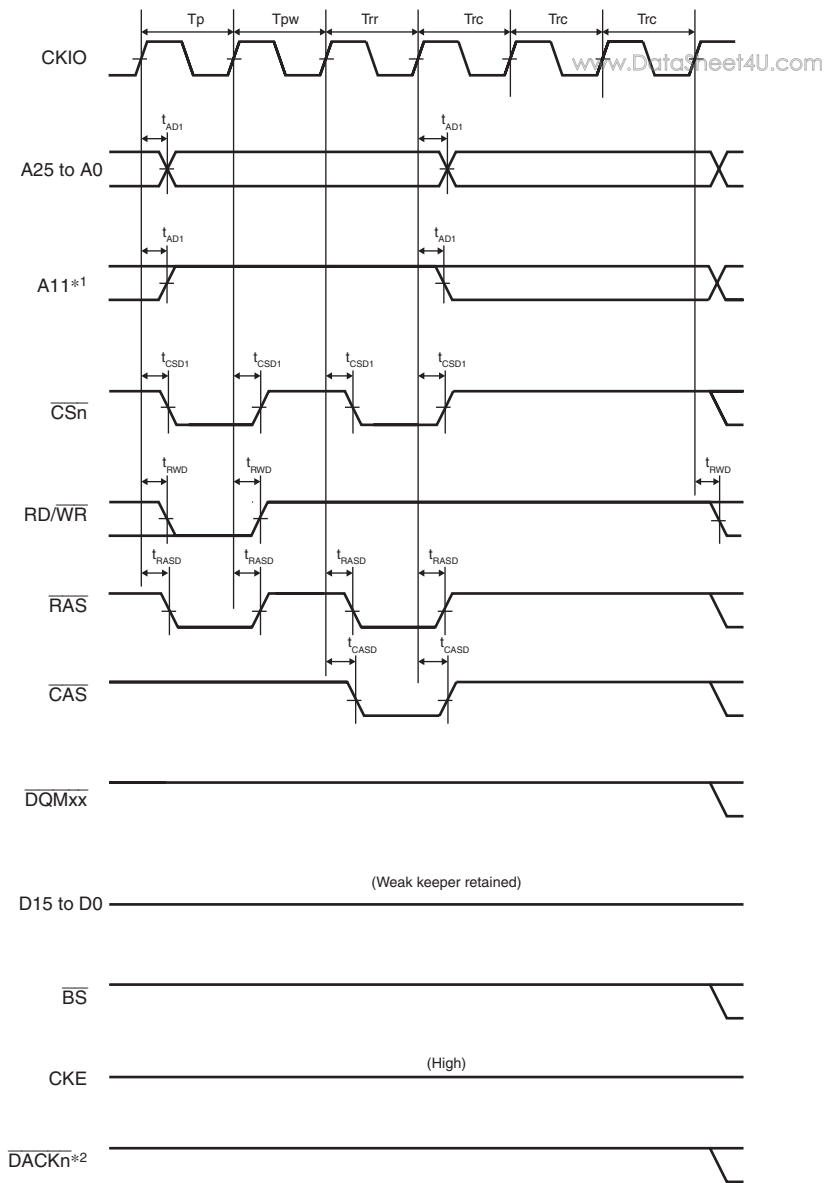 Tp Tpw Trr Trc Trc Trc
CKIO
www.DataSheet4U.com
tAD1 tAD1
A25 to A0
tAD1 tAD1
A11*1
tCSD1 tCSD1 tCSD1 tCSD1
CSn
tRWD tRWD tRWD
RD/WR
tRASD tRASD tRASD tRASD
RAS
tCASD tCASD
CAS
DQMxx
(Weak keeper retained)
D15 to D0
BS
(High)
CKE
DACKn*2